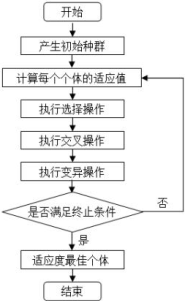 开始
产生初始种群
计算每个个体的适应值
执行选择操作
执行交叉操作
执行变异操作
是否满足终止条件
否
是
适应度最佳个体
结束